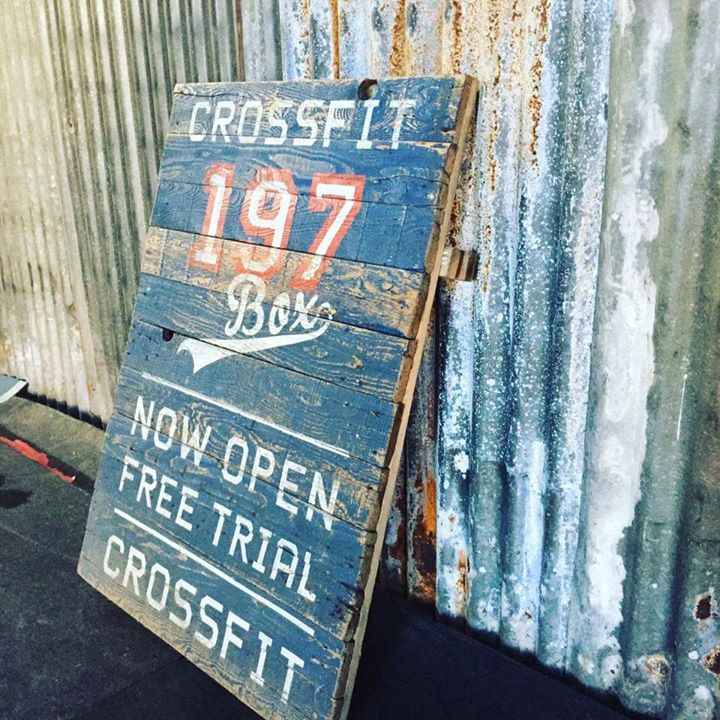 CROSSFIT
197
Box
NOW OPEN
FREE TRIAL
CROSSFIT